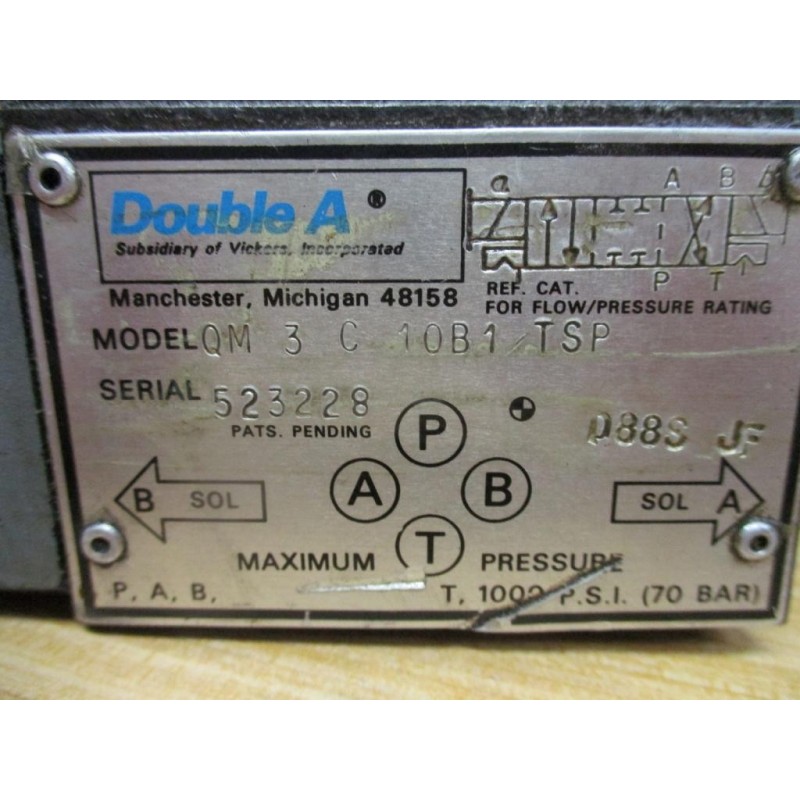 Double A ®
Subsidiary of Vickers, Incorporated
a A B b
P T
Manchester, Michigan 48158
REF. CAT.
FOR FLOW/PRESSURE RATING
MODEL QM 3 C 10B1 TSP
SERIAL 523228
PATS. PENDING
P
088S JF
B SOL
A
B
SOL A
T
MAXIMUM PRESSURE
P, A, B,
T, 1000 P.S.I. (70 BAR)